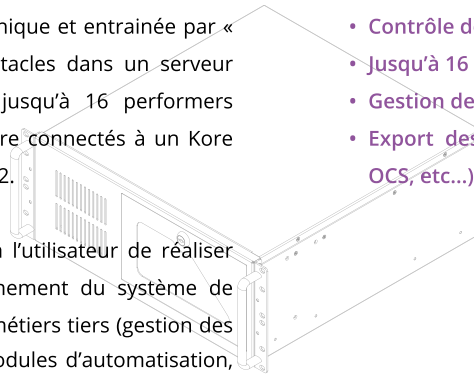 nique et entrainée par «
tacles dans un serveur
jusqu’à 16 performers
re connectés à un Kore
2.
l’utilisateur de réaliser
nement du système de
métiers tiers (gestion des
odules d’automatisation,
• Contrôle d
• Jusqu’à 16
• Gestion de
• Export des
OCS, etc...)